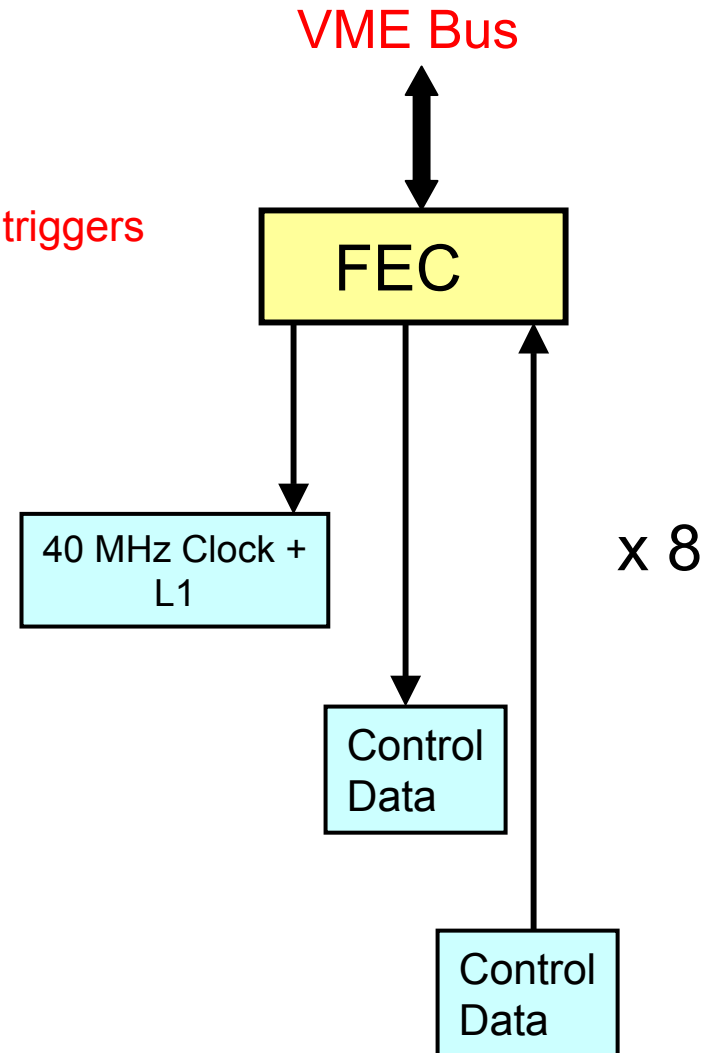 VME Bus
triggers
FEC
40 MHz Clock +
L1
x 8
Control
Data
Control
Data